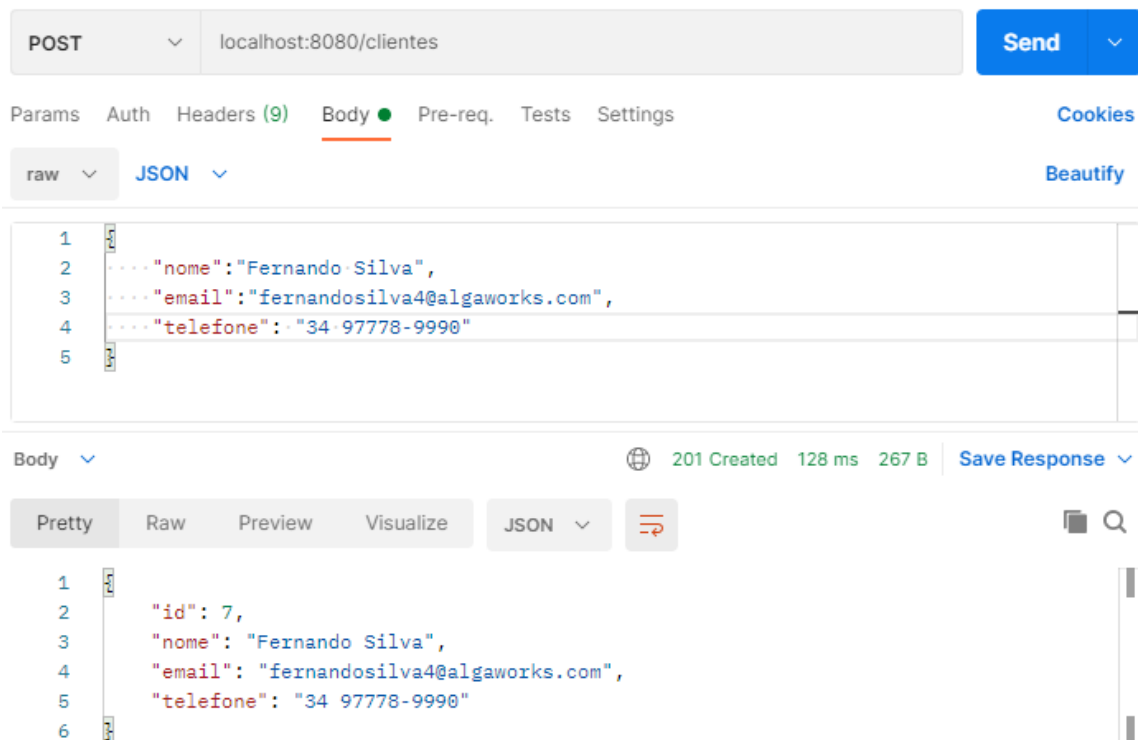 POST localhost:8080/clientes Send
Params Auth Headers (9) Body Pre-req. Tests Settings Cookies
raw JSON Beautify
1 {
2 "nome":"Fernando Silva",
3 "email":"fernandosilva4@algaworks.com",
4 "telefone": "34 97778-9990"
5 }
Body 201 Created 128 ms 267 B Save Response
Pretty Raw Preview Visualize JSON
1 {
2 "id": 7,
3 "nome": "Fernando Silva",
4 "email": "fernandosilva4@algaworks.com",
5 "telefone": "34 97778-9990"
6 }